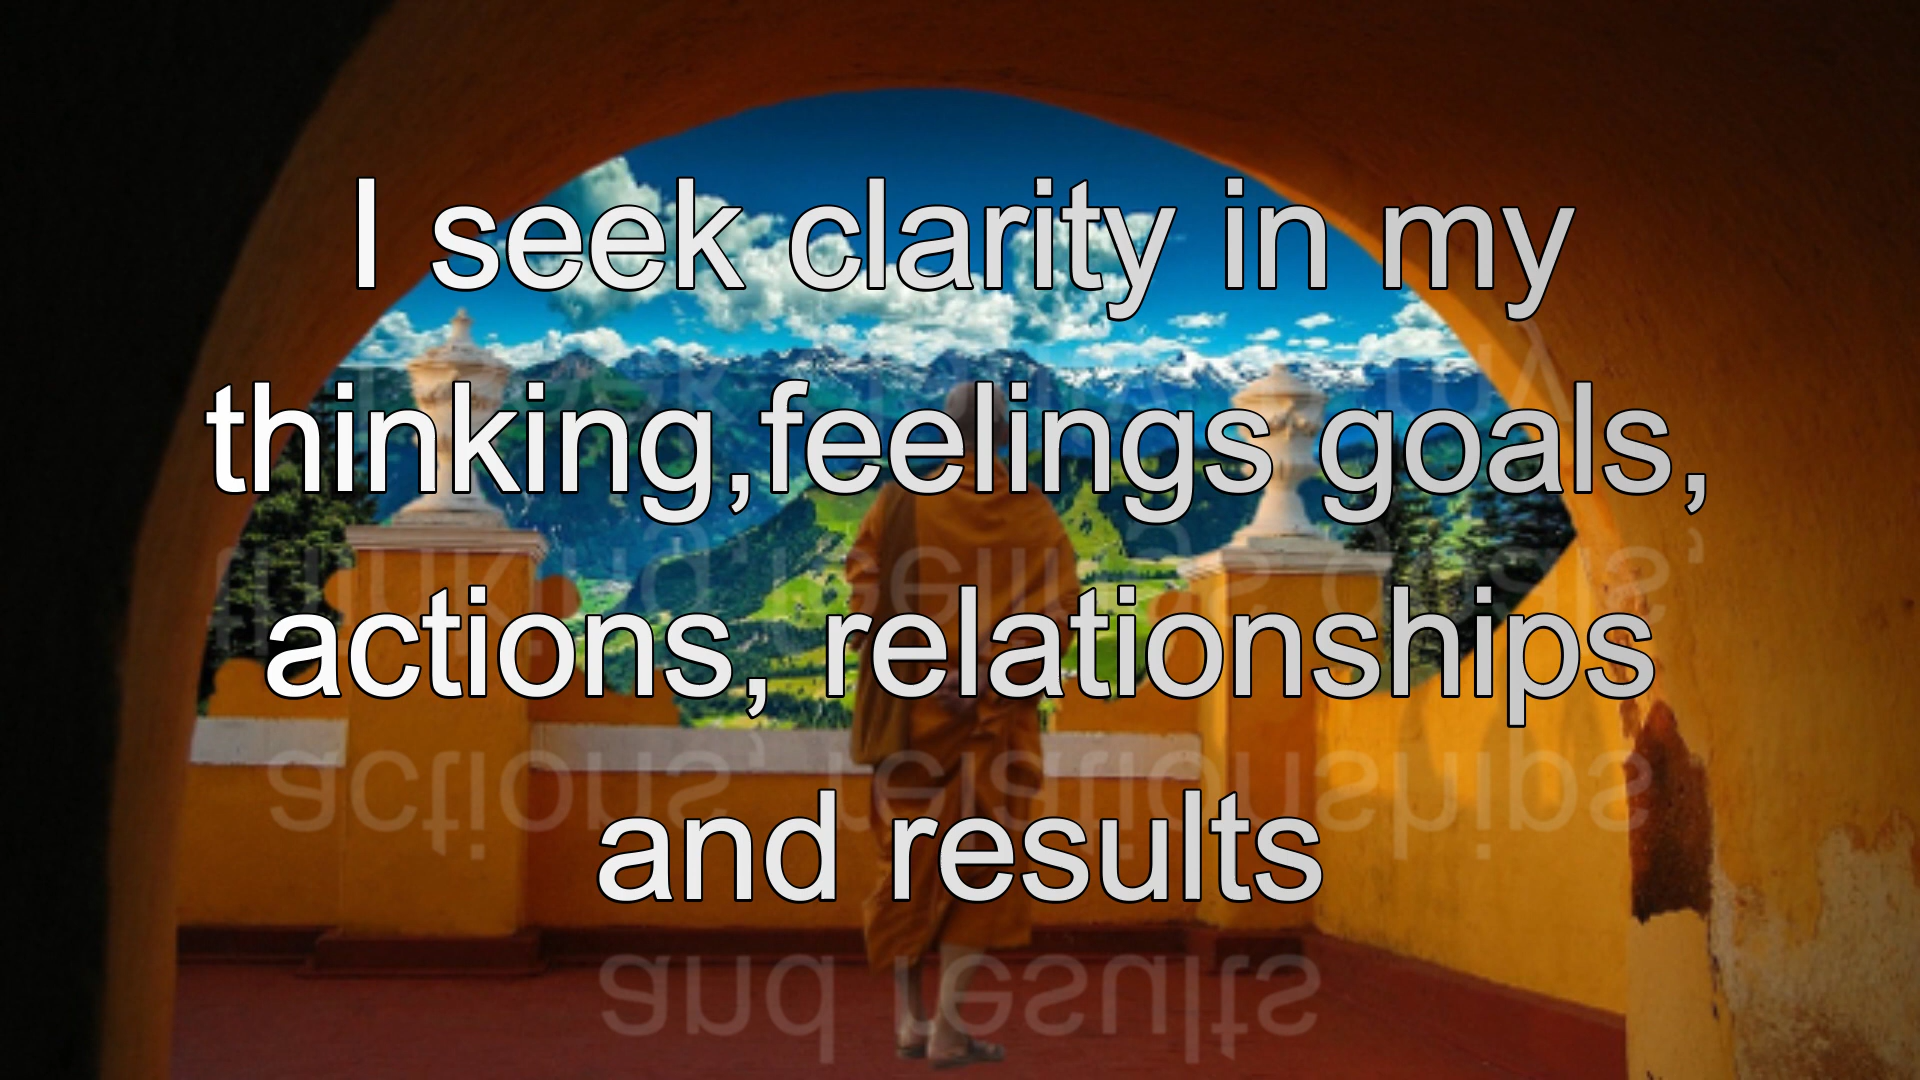 I seek clarity in my
thinking,feelings goals,
actions, relationships
and results